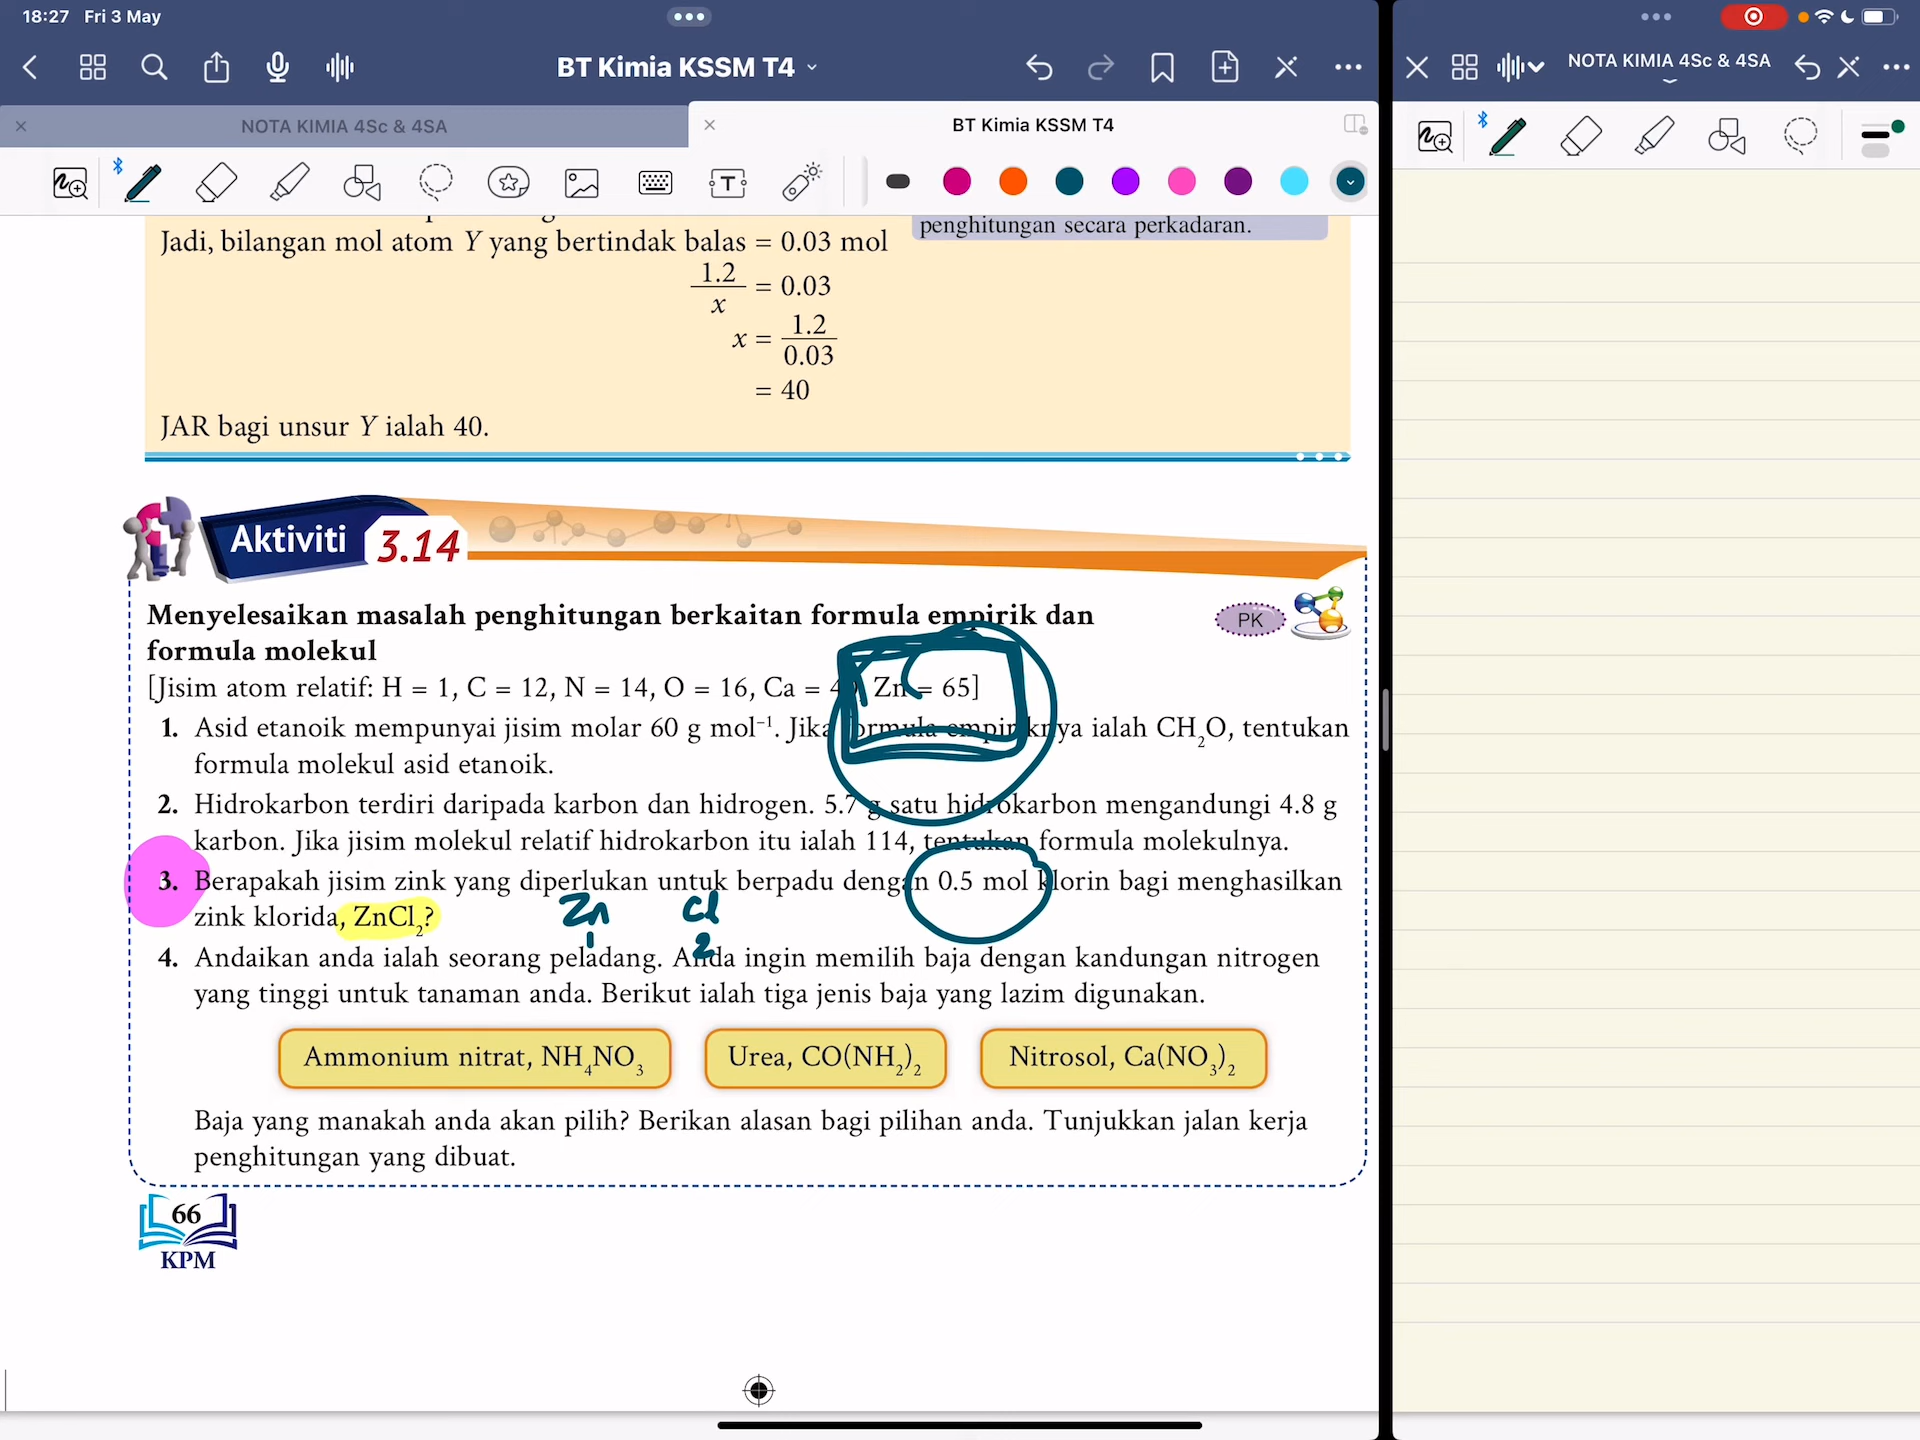 18:27 Fri 3 May
BT Kimia KSSM T4
NOTA KIMIA 4Sc & 4SA
NOTA KIMIA 4Sc & 4SA
BT Kimia KSSM T4
penghitungan secara perkadaran.
Jadi, bilangan mol atom Y yang bertindak balas = 0.03 mol
1.2/x = 0.03
x = 1.2/0.03
= 40
JAR bagi unsur Y ialah 40.
Aktiviti 3.14
Menyelesaikan masalah penghitungan berkaitan formula empirik dan
formula molekul
PK
[Jisim atom relatif: H = 1, C = 12, N = 14, O = 16, Ca = 40, Zn = 65]
1. Asid etanoik mempunyai jisim molar 60 g mol⁻¹. Jika formula empiriknya ialah CH₂O, tentukan
formula molekul asid etanoik.
2. Hidrokarbon terdiri daripada karbon dan hidrogen. 5.7 g satu hidrokarbon mengandungi 4.8 g
karbon. Jika jisim molekul relatif hidrokarbon itu ialah 114, tentukan formula molekulnya.
3. Berapakah jisim zink yang diperlukan untuk berpadu dengan 0.5 mol klorin bagi menghasilkan
zink klorida, ZnCl₂?
Zn Cl
1 2
4. Andaikan anda ialah seorang peladang. Anda ingin memilih baja dengan kandungan nitrogen
yang tinggi untuk tanaman anda. Berikut ialah tiga jenis baja yang lazim digunakan.
Ammonium nitrat, NH₄NO₃
Urea, CO(NH₂)₂
Nitrosol, Ca(NO₃)₂
Baja yang manakah anda akan pilih? Berikan alasan bagi pilihan anda. Tunjukkan jalan kerja
penghitungan yang dibuat.
66
KPM